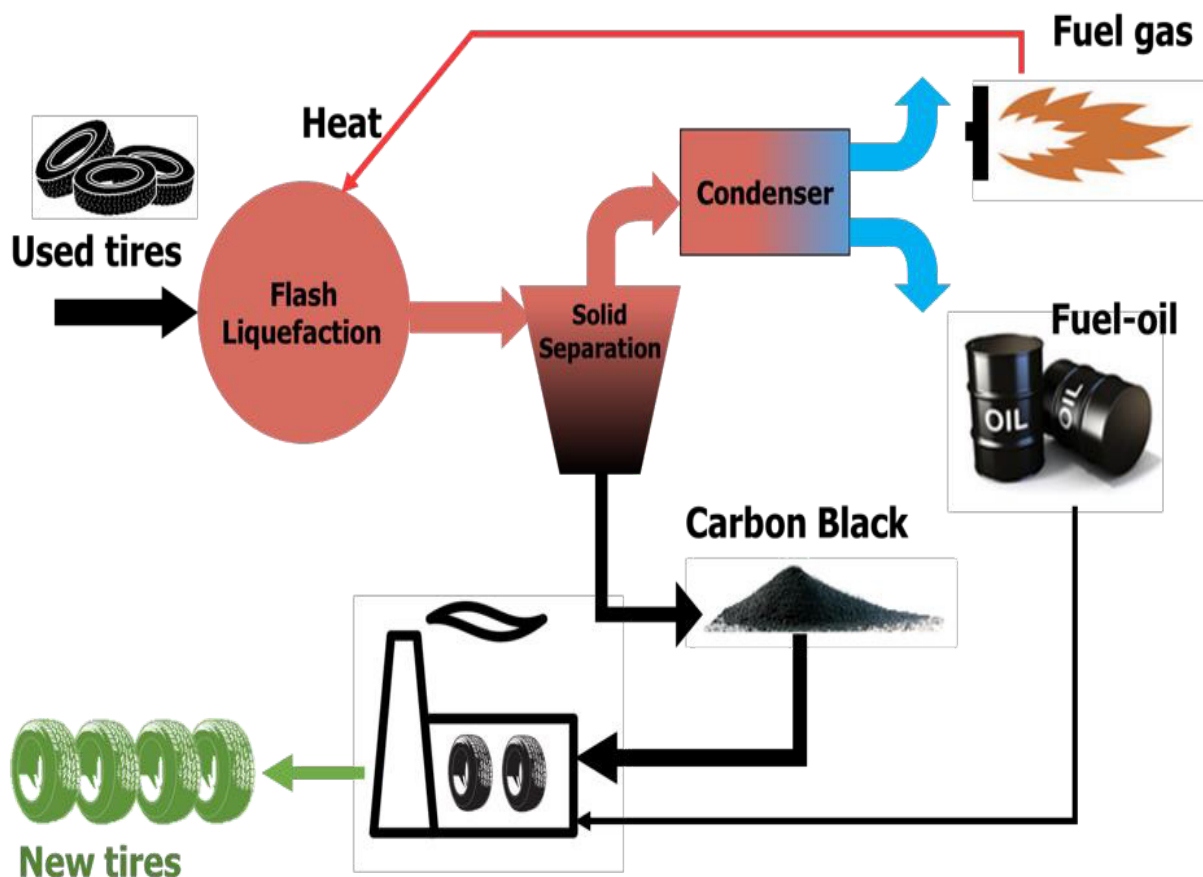 Fuel gas
Heat
Used tires
Condenser
Flash
Liquefaction
Solid
Separation
Fuel-oil
OIL
OIL
Carbon Black
New tires